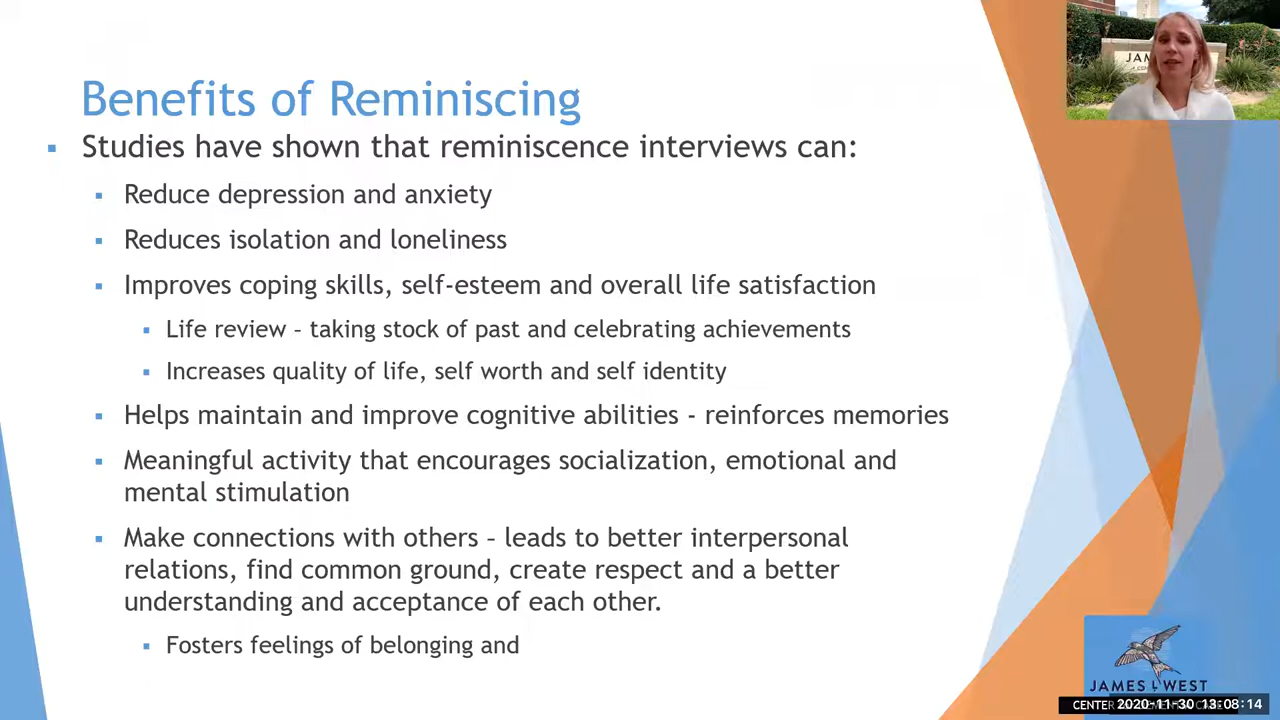 Benefits of Reminiscing
Studies have shown that reminiscence interviews can:
Reduce depression and anxiety
Reduces isolation and loneliness
Improves coping skills, self-esteem and overall life satisfaction
Life review – taking stock of past and celebrating achievements
Increases quality of life, self worth and self identity
Helps maintain and improve cognitive abilities - reinforces memories
Meaningful activity that encourages socialization, emotional and
mental stimulation
Make connections with others – leads to better interpersonal
relations, find common ground, create respect and a better
understanding and acceptance of each other.
Fosters feelings of belonging and
JAM
JAMES L WEST
CENTER
2020-11-30 13:08:14